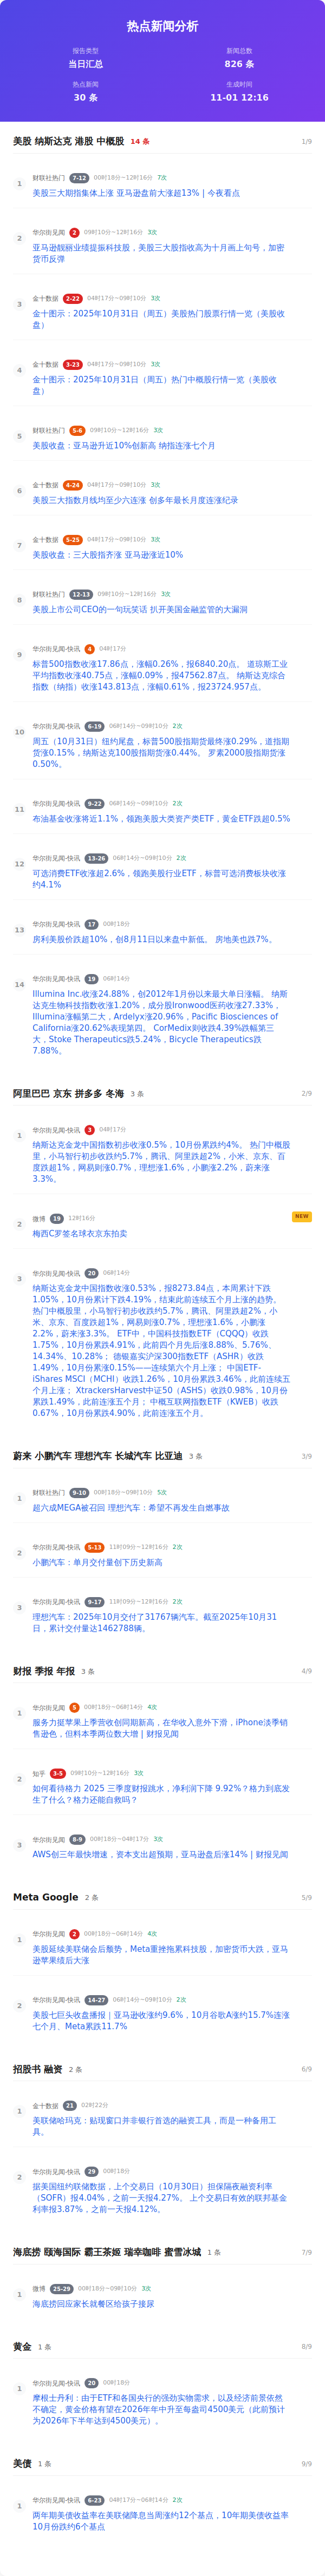 热点新闻分析
报告类型
当日汇总
新闻总数
826 条
热点新闻
30 条
生成时间
11-01 12:16
美股 纳斯达克 港股 中概股 14 条 1/9
1
财联社热门 7-12 00时18分~12时16分 7次
美股三大期指集体上涨 亚马逊盘前大涨超13% | 今夜看点
2
华尔街见闻 2 09时10分~12时16分 3次
亚马逊靓丽业绩提振科技股，美股三大股指收高为十月画上句号，加密
货币反弹
3
金十数据 2-22 04时17分~09时10分 3次
金十图示：2025年10月31日（周五）美股热门股票行情一览（美股收
盘）
4
金十数据 3-23 04时17分~09时10分 3次
金十图示：2025年10月31日（周五）热门中概股行情一览（美股收
盘）
5
财联社热门 5-6 09时10分~12时16分 3次
美股收盘：亚马逊升近10%创新高 纳指连涨七个月
6
金十数据 4-24 04时17分~09时10分 3次
美股三大指数月线均至少六连涨 创多年最长月度连涨纪录
7
金十数据 5-25 04时17分~09时10分 3次
美股收盘：三大股指齐涨 亚马逊涨近10%
8
财联社热门 12-13 09时10分~12时16分 3次
美股上市公司CEO的一句玩笑话 扒开美国金融监管的大漏洞
9
华尔街见闻-快讯 4 04时17分
标普500指数收涨17.86点，涨幅0.26%，报6840.20点。 道琼斯工业
平均指数收涨40.75点，涨幅0.09%，报47562.87点。 纳斯达克综合
指数（纳指）收涨143.813点，涨幅0.61%，报23724.957点。
10
华尔街见闻-快讯 6-19 06时14分~09时10分 2次
周五（10月31日）纽约尾盘，标普500股指期货最终涨0.29%，道指期
货涨0.15%，纳斯达克100股指期货涨0.44%。 罗素2000股指期货涨
0.50%。
11
华尔街见闻-快讯 9-22 06时14分~09时10分 2次
布油基金收涨将近1.1%，领跑美股大类资产类ETF，黄金ETF跌超0.5%
12
华尔街见闻-快讯 13-26 06时14分~09时10分 2次
可选消费ETF收涨超2.6%，领跑美股行业ETF，标普可选消费板块收涨
约4.1%
13
华尔街见闻-快讯 17 00时18分
房利美股价跌超10%，创8月11日以来盘中新低。 房地美也跌7%。
14
华尔街见闻-快讯 19 06时14分
Illumina Inc.收涨24.88%，创2012年1月份以来最大单日涨幅。 纳斯
达克生物科技指数收涨1.20%，成分股Ironwood医药收涨27.33%，
Illumina涨幅第二大，Ardelyx涨20.96%，Pacific Biosciences of
California涨20.62%表现第四。 CorMedix则收跌4.39%跌幅第三
大，Stoke Therapeutics跌5.24%，Bicycle Therapeutics跌
7.88%。
阿里巴巴 京东 拼多多 冬海 3 条 2/9
1
华尔街见闻-快讯 3 04时17分
纳斯达克金龙中国指数初步收涨0.5%，10月份累跌约4%。 热门中概股
里，小马智行初步收跌约5.7%，腾讯、阿里跌超2%，小米、京东、百
度跌超1%，网易则涨0.7%，理想涨1.6%，小鹏涨2.2%，蔚来涨
3.3%。
2
微博 19 12时16分 NEW
梅西C罗签名球衣京东拍卖
3
华尔街见闻-快讯 20 06时14分
纳斯达克金龙中国指数收涨0.53%，报8273.84点，本周累计下跌
1.05%，10月份累计下跌4.19%，结束此前连续五个月上涨的趋势。
热门中概股里，小马智行初步收跌约5.7%，腾讯、阿里跌超2%，小
米、京东、百度跌超1%，网易则涨0.7%，理想涨1.6%，小鹏涨
2.2%，蔚来涨3.3%。 ETF中，中国科技指数ETF（CQQQ）收跌
1.75%，10月份累跌4.91%，此前四个月先后涨8.88%、5.76%、
14.34%、10.28%； 德银嘉实沪深300指数ETF（ASHR）收跌
1.49%，10月份累涨0.15%——连续第六个月上涨； 中国ETF-
iShares MSCI（MCHI）收跌1.26%，10月份累跌3.46%，此前连续五
个月上涨； XtrackersHarvest中证50（ASHS）收跌0.98%，10月份
累跌1.49%，此前连涨五个月； 中概互联网指数ETF（KWEB）收跌
0.67%，10月份累跌4.90%，此前连涨五个月。
蔚来 小鹏汽车 理想汽车 长城汽车 比亚迪 3 条 3/9
1
财联社热门 9-10 00时18分~09时10分 5次
超六成MEGA被召回 理想汽车：希望不再发生自燃事故
2
华尔街见闻-快讯 5-13 11时09分~12时16分 2次
小鹏汽车：单月交付量创下历史新高
3
华尔街见闻-快讯 9-17 11时09分~12时16分 2次
理想汽车：2025年10月交付了31767辆汽车。截至2025年10月31
日，累计交付量达1462788辆。
财报 季报 年报 3 条 4/9
1
华尔街见闻 5 00时18分~06时14分 4次
服务力挺苹果上季营收创同期新高，在华收入意外下滑，iPhone淡季销
售逊色，但料本季两位数大增 | 财报见闻
2
知乎 3-5 09时10分~12时16分 3次
如何看待格力 2025 三季度财报跳水，净利润下降 9.92%？格力到底发
生了什么？格力还能自救吗？
3
华尔街见闻 8-9 00时18分~04时17分 3次
AWS创三年最快增速，资本支出超预期，亚马逊盘后涨14% | 财报见闻
Meta Google 2 条 5/9
1
华尔街见闻 2 00时18分~06时14分 4次
美股延续美联储会后颓势，Meta重挫拖累科技股，加密货币大跌，亚马
逊苹果绩后大涨
2
华尔街见闻-快讯 14-27 06时14分~09时10分 2次
美股七巨头收盘播报｜亚马逊收涨约9.6%，10月谷歌A涨约15.7%连涨
七个月、Meta累跌11.7%
招股书 融资 2 条 6/9
1
金十数据 21 02时22分
美联储哈玛克：贴现窗口并非银行首选的融资工具，而是一种备用工
具。
2
华尔街见闻-快讯 29 00时18分
据美国纽约联储数据，上个交易日（10月30日）担保隔夜融资利率
（SOFR）报4.04%，之前一天报4.27%。 上个交易日有效的联邦基金
利率报3.87%，之前一天报4.12%。
海底捞 颐海国际 霸王茶姬 瑞幸咖啡 蜜雪冰城 1 条 7/9
1
微博 25-29 00时18分~09时10分 3次
海底捞回应家长就餐区给孩子接尿
黄金 1 条 8/9
1
华尔街见闻-快讯 20 00时18分
摩根士丹利：由于ETF和各国央行的强劲实物需求，以及经济前景依然
不确定，黄金价格有望在2026年年中升至每盎司4500美元（此前预计
为2026年下半年达到4500美元）。
美债 1 条 9/9
1
华尔街见闻-快讯 6-23 04时17分~06时14分 2次
两年期美债收益率在美联储降息当周涨约12个基点，10年期美债收益率
10月份跌约6个基点